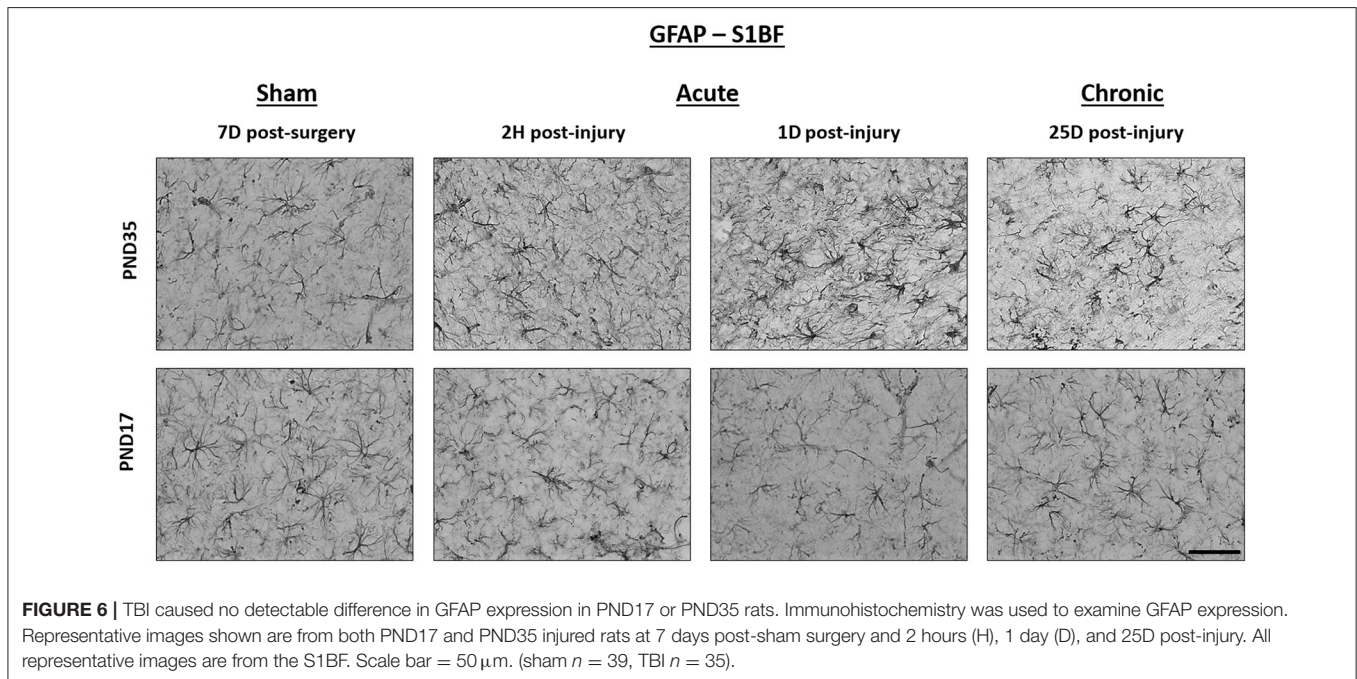 GFAP – S1BF
Sham Acute Chronic
7D post-surgery 2H post-injury 1D post-injury 25D post-injury
PND35
PND17
FIGURE 6 | TBI caused no detectable difference in GFAP expression in PND17 or PND35 rats. Immunohistochemistry was used to examine GFAP expression.
Representative images shown are from both PND17 and PND35 injured rats at 7 days post-sham surgery and 2 hours (H), 1 day (D), and 25D post-injury. All
representative images are from the S1BF. Scale bar = 50 µm. (sham n = 39, TBI n = 35).